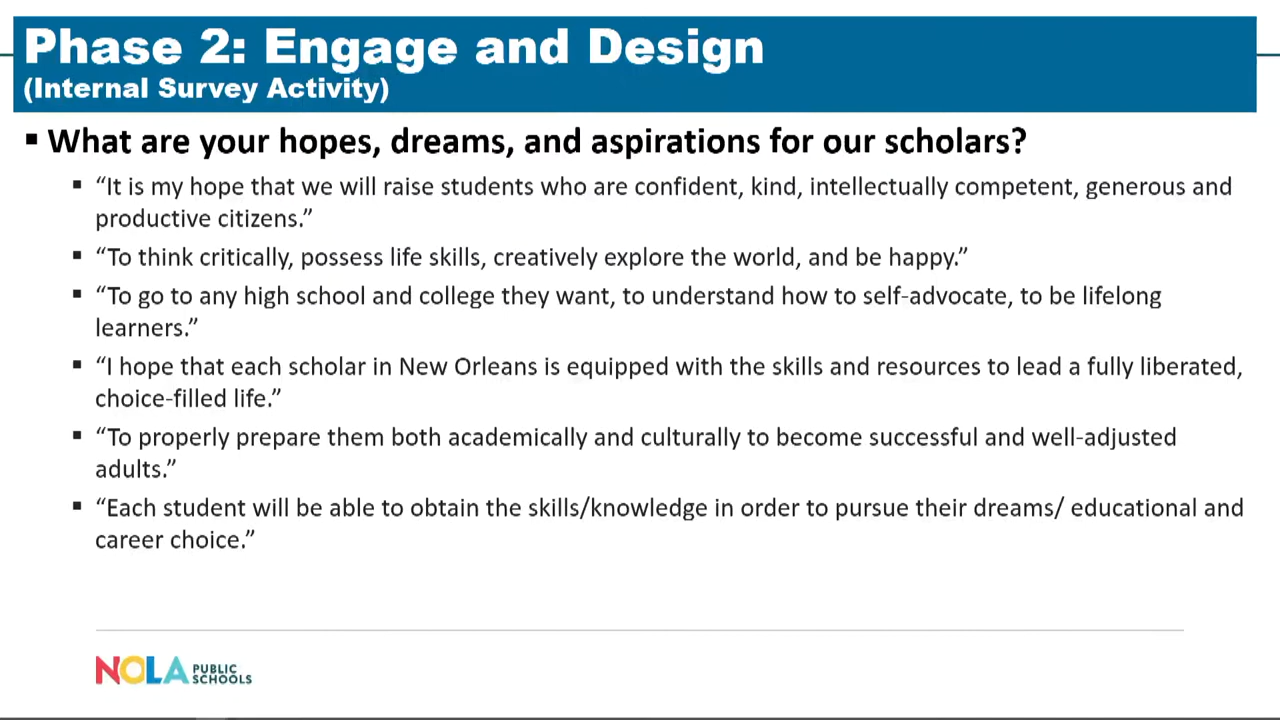 Phase 2: Engage and Design
(Internal Survey Activity)
▪ What are your hopes, dreams, and aspirations for our scholars?
▪ “It is my hope that we will raise students who are confident, kind, intellectually competent, generous and
productive citizens.”
▪ “To think critically, possess life skills, creatively explore the world, and be happy.”
▪ “To go to any high school and college they want, to understand how to self-advocate, to be lifelong
learners.”
▪ “I hope that each scholar in New Orleans is equipped with the skills and resources to lead a fully liberated,
choice-filled life.”
▪ “To properly prepare them both academically and culturally to become successful and well-adjusted
adults.”
▪ “Each student will be able to obtain the skills/knowledge in order to pursue their dreams/ educational and
career choice.”
NOLA PUBLIC
SCHOOLS